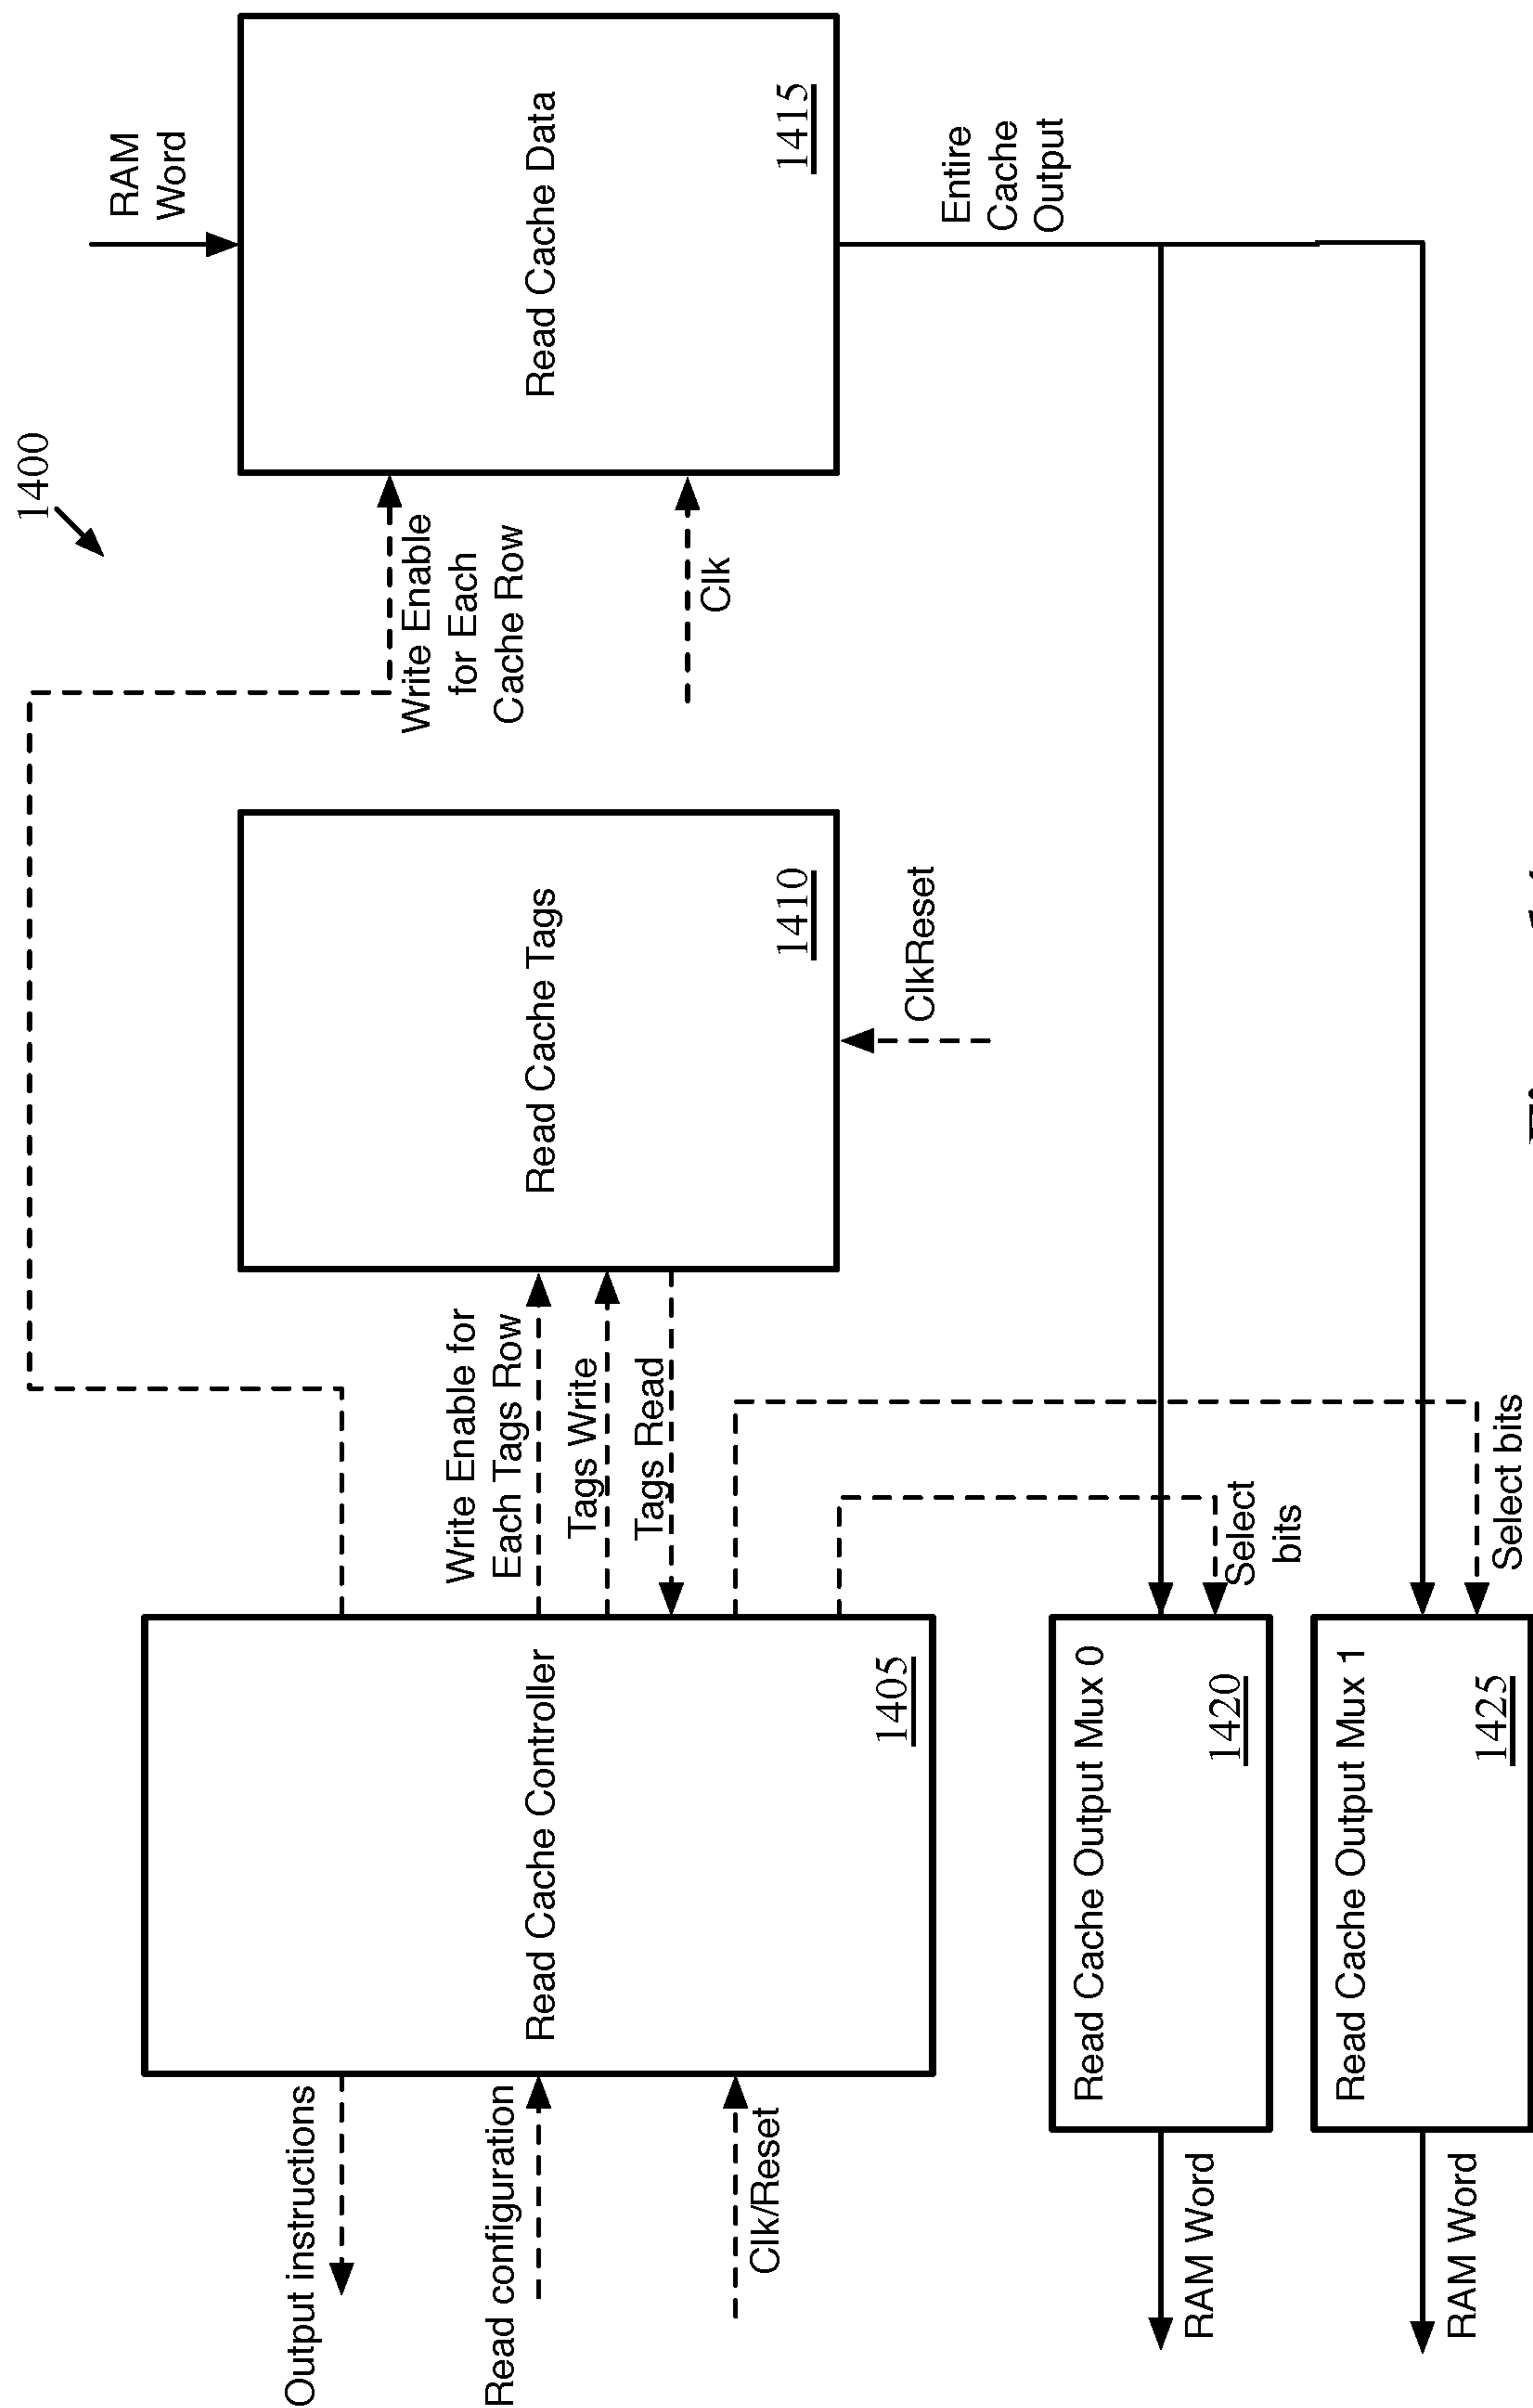 1400
RAM
Word
Output instructions
Read configuration
Clk/Reset
Read Cache Controller
1405
Write Enable for
Each Tags Row
Tags Write
Tags Read
Read Cache Tags
1410
ClkReset
Write Enable
for Each
Cache Row
Clk
Read Cache Data
1415
Entire
Cache
Output
RAM Word
Read Cache Output Mux 0
1420
Select
bits
RAM Word
Read Cache Output Mux 1
1425
Select bits